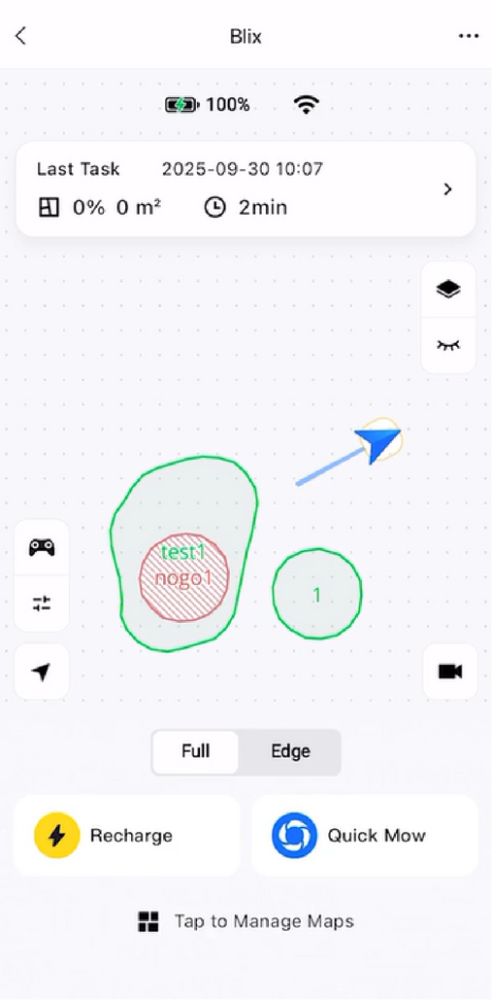 Blix
100%
Last Task 2025-09-30 10:07
0% 0 m² 2min
test1
nogo1
1
Full Edge
Recharge Quick Mow
Tap to Manage Maps